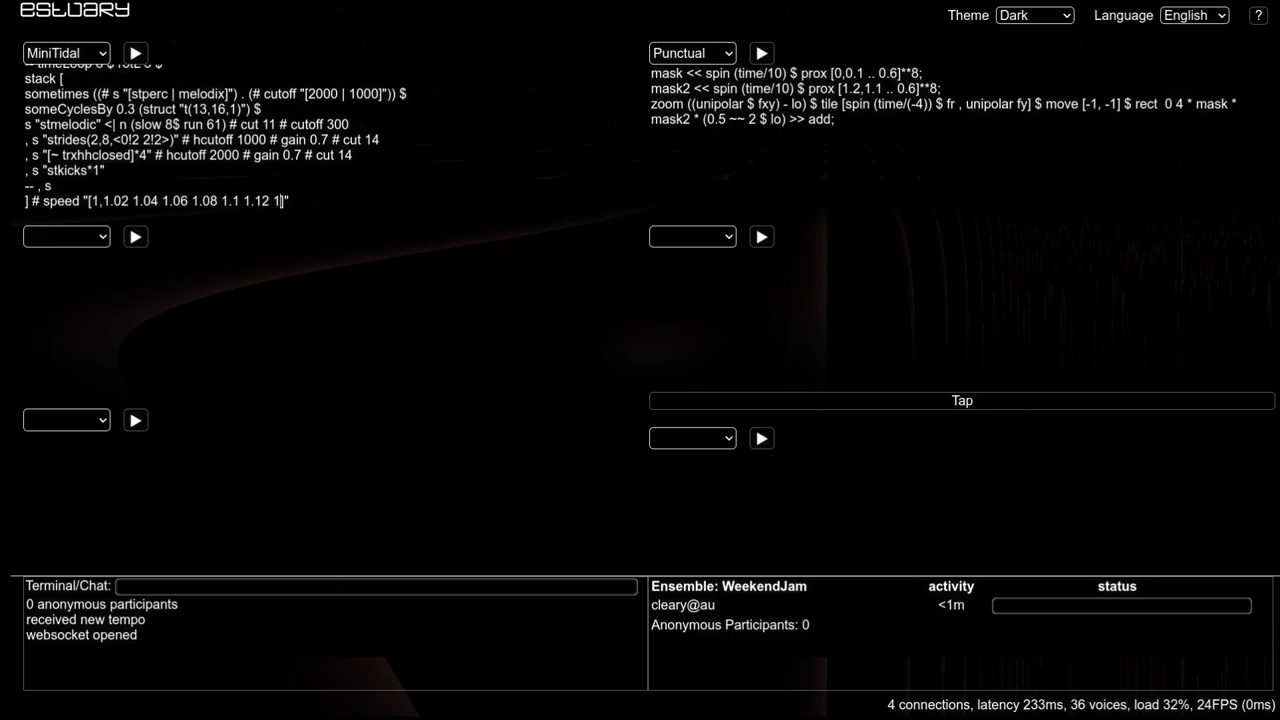 estuary
Theme Dark Language English ?
MiniTidal
stack [
sometimes ((# s "[stperc | melodix]") . (# cutoff "[2000 | 1000]")) $
someCyclesBy 0.3 (struct "t(13,16,1)") $
s "stmelodic" <| n (slow 8$ run 61) # cut 11 # cutoff 300
, s "strides(2,8,<0!2 2!2>)" # hcutoff 1000 # gain 0.7 # cut 14
, s "[~ trxhhclosed]*4" # hcutoff 2000 # gain 0.7 # cut 14
, s "stkicks*1"
-- , s
] # speed "[1,1.02 1.04 1.06 1.08 1.1 1.12 1]"
Punctual
mask << spin (time/10) $ prox [0,0.1 .. 0.6]**8;
mask2 << spin (time/10) $ prox [1.2,1.1 .. 0.6]**8;
zoom ((unipolar $ fxy) - lo) $ tile [spin (time/(-4)) $ fr , unipolar fy] $ move [-1, -1] $ rect  0 4 * mask *
mask2 * (0.5 ~~ 2 $ lo) >> add;
Tap
Terminal/Chat:
0 anonymous participants
received new tempo
websocket opened
Ensemble: WeekendJam activity status
cleary@au <1m
Anonymous Participants: 0
4 connections, latency 233ms, 36 voices, load 32%, 24FPS (0ms)